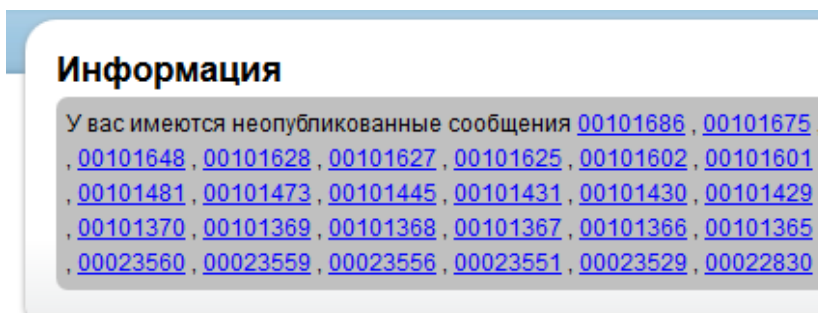 Информация
У вас имеются неопубликованные сообщения 00101686 , 00101675
, 00101648 , 00101628 , 00101627 , 00101625 , 00101602 , 00101601
, 00101481 , 00101473 , 00101445 , 00101431 , 00101430 , 00101429
, 00101370 , 00101369 , 00101368 , 00101367 , 00101366 , 00101365
, 00023560 , 00023559 , 00023556 , 00023551 , 00023529 , 00022830